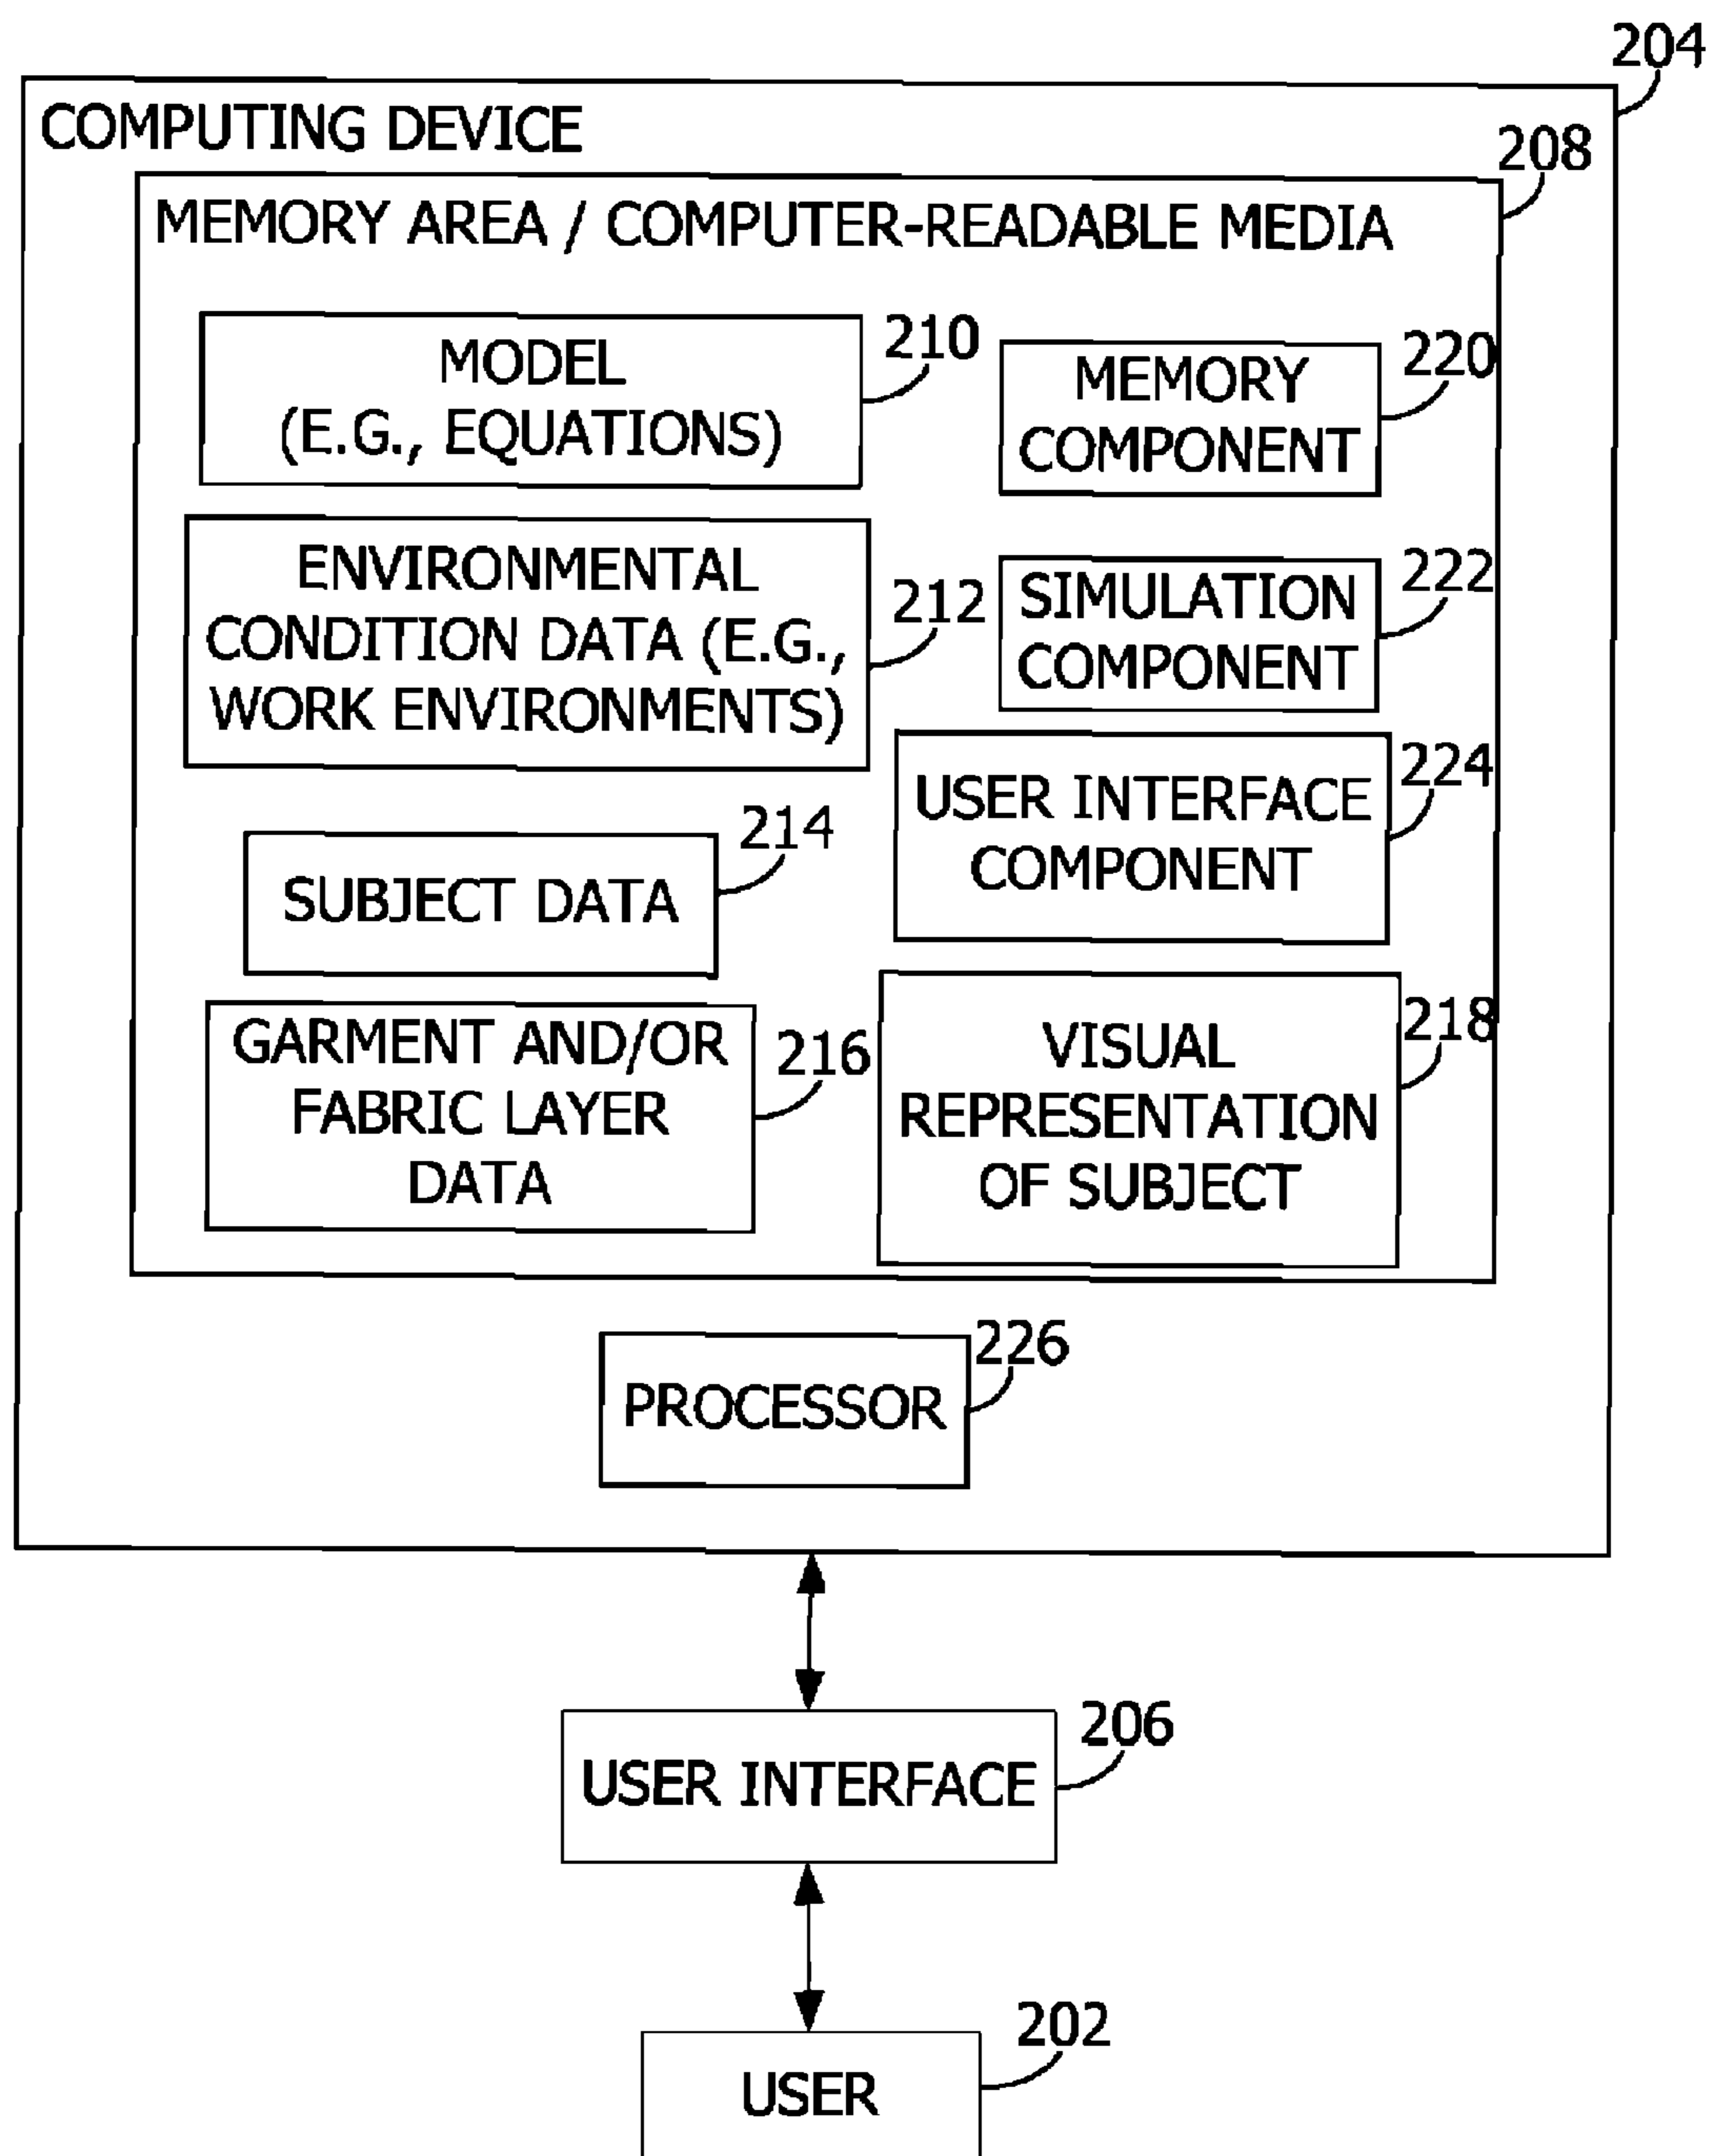 204
COMPUTING DEVICE
208
MEMORY AREA / COMPUTER-READABLE MEDIA
MODEL
(E.G., EQUATIONS)
210
MEMORY
COMPONENT
220
ENVIRONMENTAL
CONDITION DATA (E.G.,
WORK ENVIRONMENTS)
212
SIMULATION
COMPONENT
222
USER INTERFACE
COMPONENT
224
SUBJECT DATA
214
GARMENT AND/OR
FABRIC LAYER
DATA
216
VISUAL
REPRESENTATION
OF SUBJECT
218
PROCESSOR
226
USER INTERFACE
206
USER
202